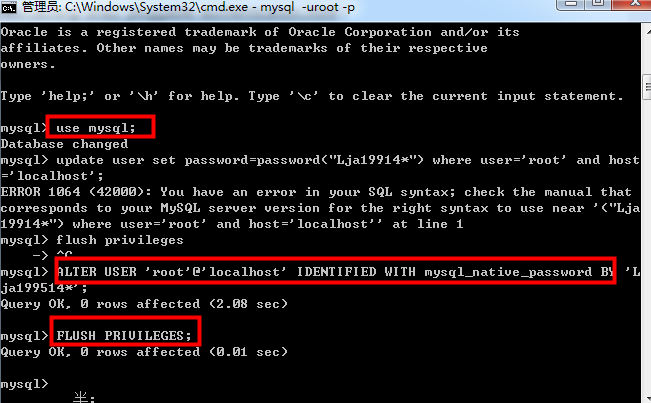 管理员: C:\Windows\System32\cmd.exe - mysql -uroot -p
Oracle is a registered trademark of Oracle Corporation and/or its
affiliates. Other names may be trademarks of their respective
owners.
Type 'help;' or '\h' for help. Type '\c' to clear the current input statement.
mysql> use mysql;
Database changed
mysql> update user set password=password("Lja19914*") where user='root' and host
='localhost';
ERROR 1064 (42000): You have an error in your SQL syntax; check the manual that
corresponds to your MySQL server version for the right syntax to use near '("Lja
19914*") where user='root' and host='localhost'' at line 1
mysql> flush privileges
    -> ^C
mysql> ALTER USER 'root'@'localhost' IDENTIFIED WITH mysql_native_password BY 'L
ja199514*';
Query OK, 0 rows affected (2.08 sec)
mysql> FLUSH PRIVILEGES;
Query OK, 0 rows affected (0.01 sec)
mysql>
半: